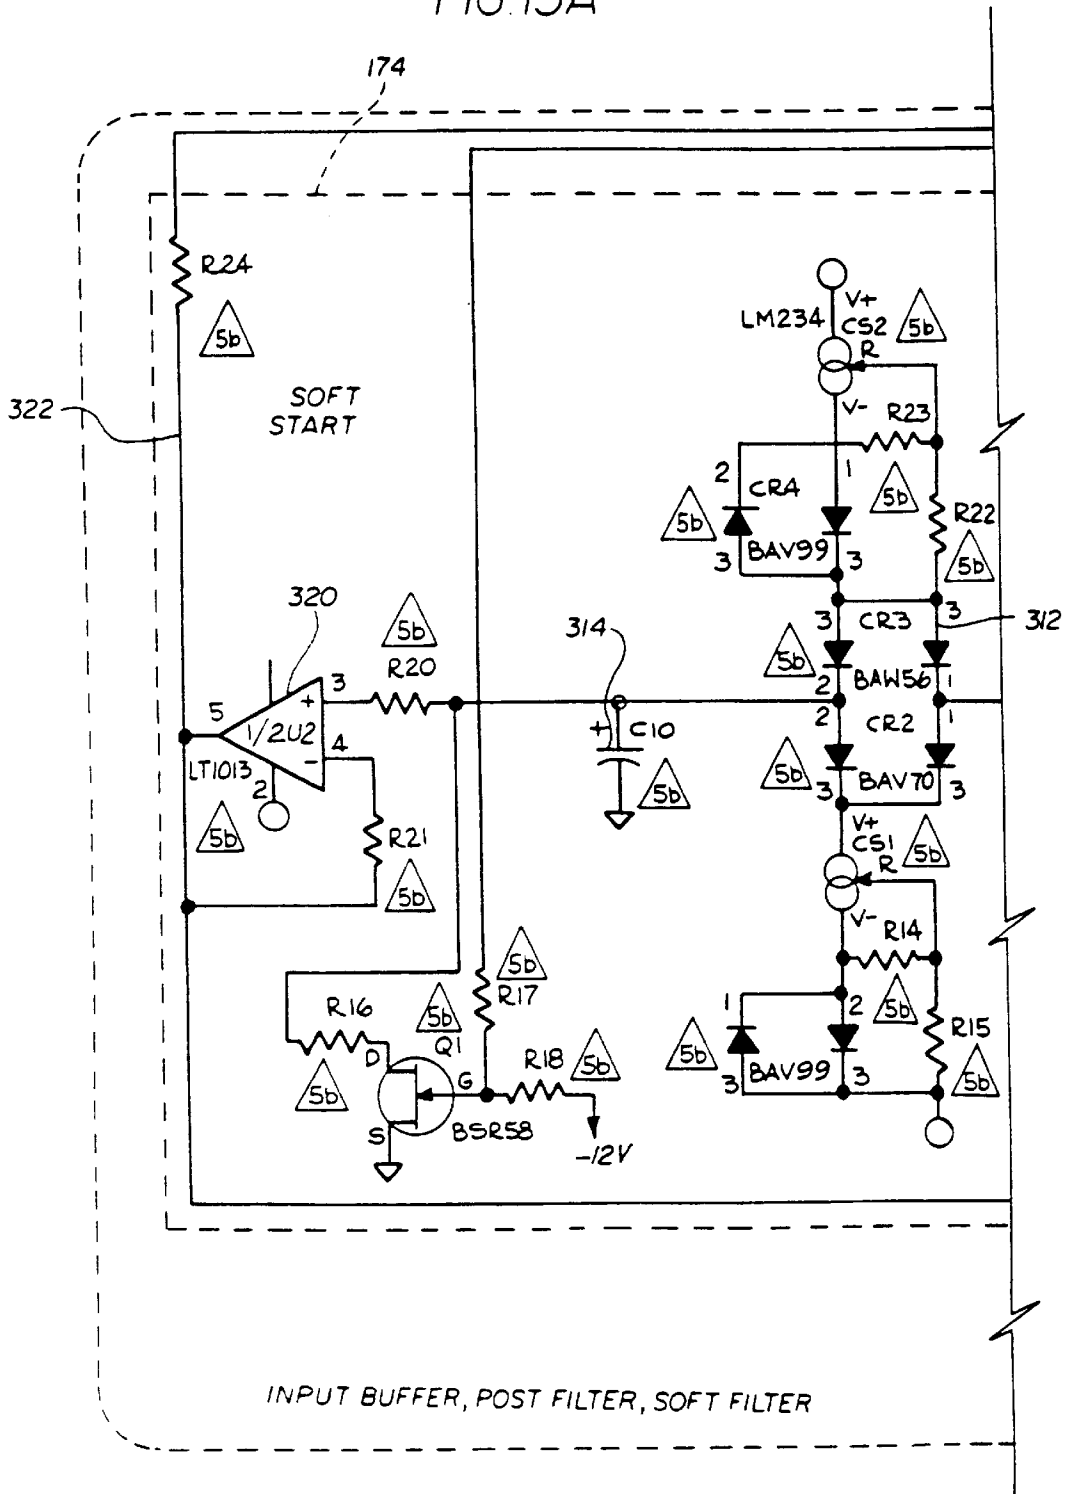 FIG. 15A
174
R24
5b
322
SOFT
START
LM234
V+
CS2
5b
R
V-
R23
5b
2
1
CR4
5b
BAV99
3
3
R22
5b
3
CR3
3
312
5b
BAW56
2
1
320
5b
R20
314
3
+
5
1/2U2
4
-
LT1013
2
5b
R21
5b
+
C10
5b
2
CR2
1
5b
BAV70
3
3
V+
CS1
5b
R
V-
R14
5b
1
2
5b
BAV99
3
3
R15
5b
5b
R17
R16
5b
5b
Q1
D
G
S
BSR58
R18
5b
-12V
INPUT BUFFER, POST FILTER, SOFT FILTER